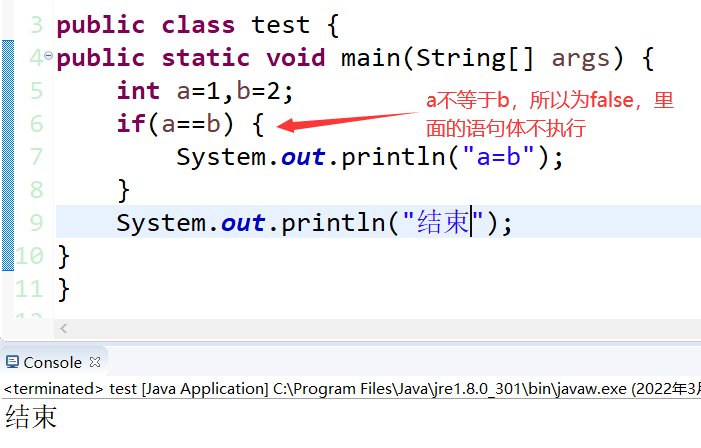 3 public class test {
4 public static void main(String[] args) {
5 int a=1,b=2;
a不等于b，所以为false，里
面的语句体不执行
6 if(a==b) {
7 System.out.println("a=b");
8 }
9 System.out.println("结束");
10 }
11 }
Console
<terminated> test [Java Application] C:\Program Files\Java\jre1.8.0_301\bin\javaw.exe (2022年3月
结束